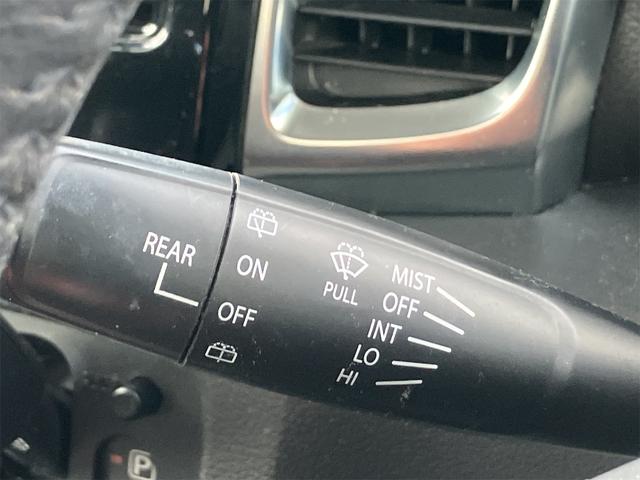 REAR
ON
OFF
PULL
MIST
OFF
INT
LO
HI
P